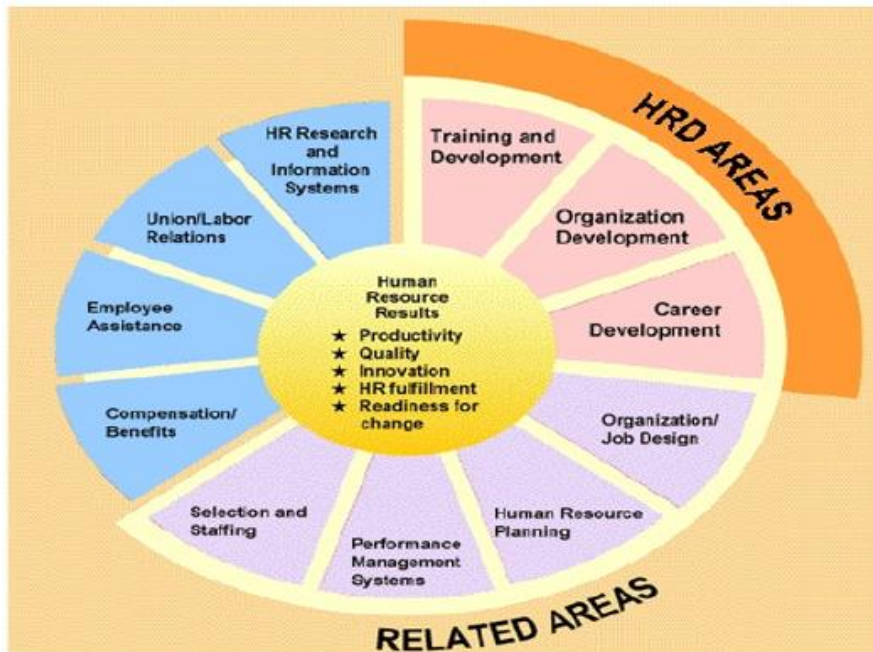 HRD AREAS
HR Research
and
Information
Systems
Training and
Development
Union/Labor
Relations
Organization
Development
Employee
Assistance
Career
Development
Compensation/
Benefits
Organization/
Job Design
Selection and
Staffing
Performance
Management
Systems
Human Resource
Planning
Human
Resource
Results
★ Productivity
★ Quality
★ Innovation
★ HR fulfillment
★ Readiness for
change
RELATED AREAS